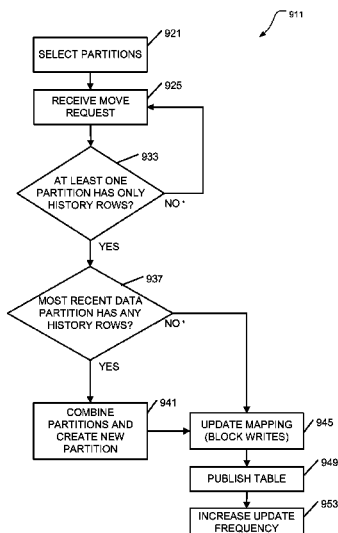 911
921
SELECT PARTITIONS
925
RECEIVE MOVE
REQUEST
933
AT LEAST ONE
PARTITION HAS ONLY
HISTORY ROWS?
NO*
YES
937
MOST RECENT DATA
PARTITION HAS ANY
HISTORY ROWS?
NO*
YES
941
COMBINE
PARTITIONS AND
CREATE NEW
PARTITION
945
UPDATE MAPPING
(BLOCK WRITES)
949
PUBLISH TABLE
953
INCREASE UPDATE
FREQUENCY